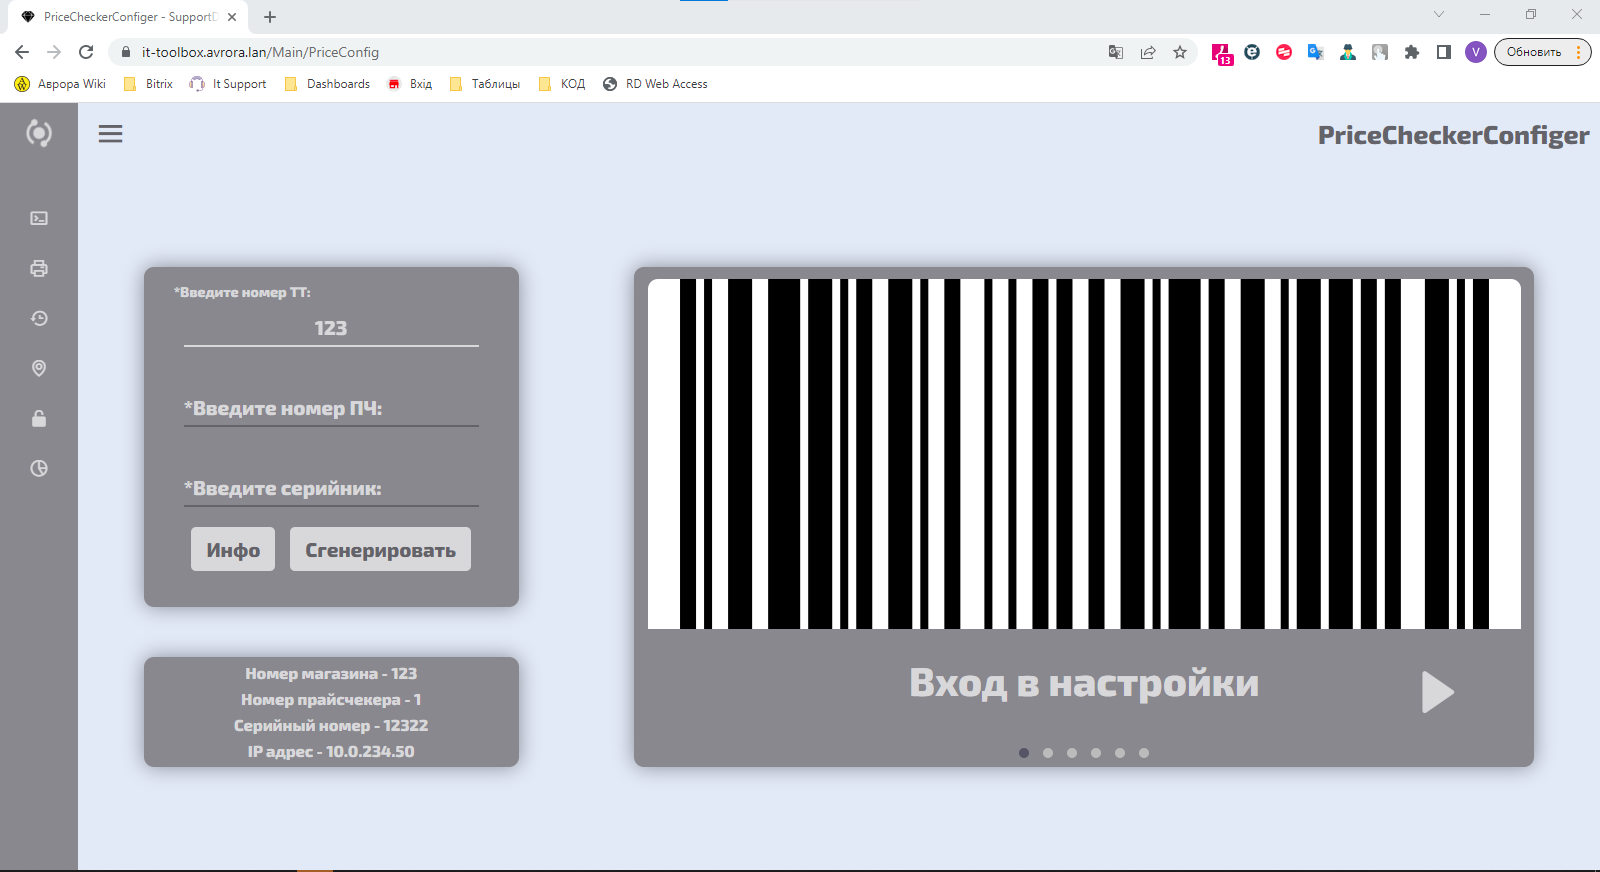 PriceCheckerConfiger - SupportD
it-toolbox.avrora.lan/Main/PriceConfig
13
V
Обновить
Аврора Wiki
Bitrix
It Support
Dashboards
Вхід
Таблицы
КОД
RD Web Access
PriceCheckerConfiger
*Введите номер ТТ:
123
*Введите номер ПЧ:
*Введите серийник:
Инфо
Сгенерировать
Номер магазина - 123
Номер прайсчекера - 1
Серийный номер - 12322
IP адрес - 10.0.234.50
Вход в настройки